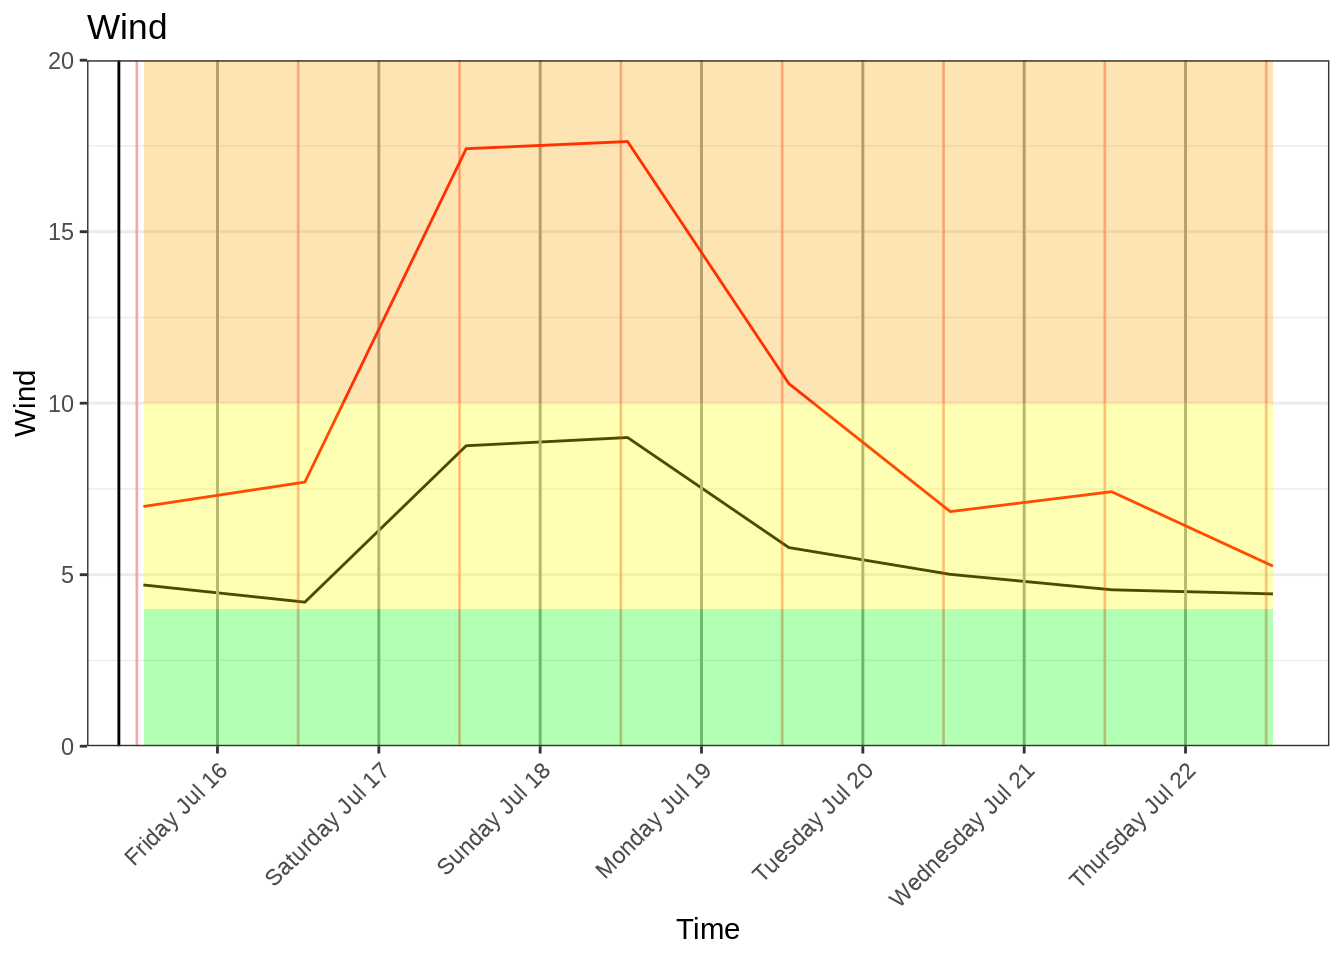 Wind
20
15
10
5
0
Wind
Friday Jul 16
Saturday Jul 17
Sunday Jul 18
Monday Jul 19
Tuesday Jul 20
Wednesday Jul 21
Thursday Jul 22
Time